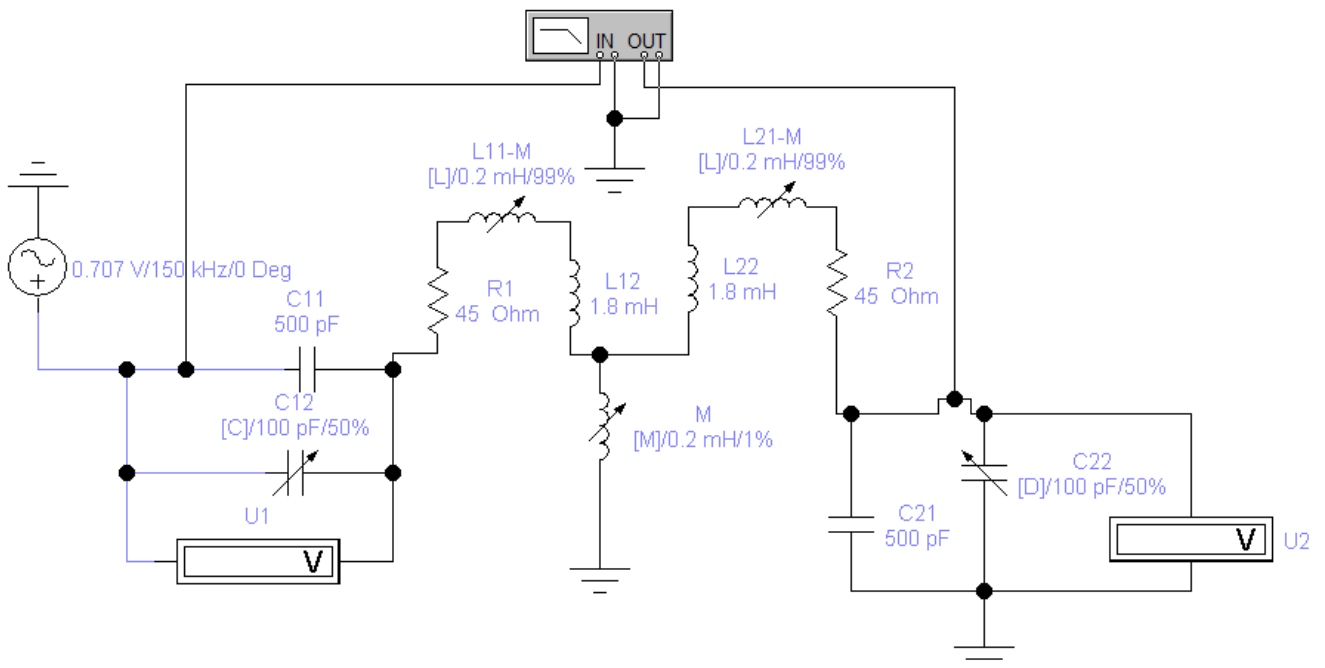 IN OUT
L11-M
[L]/0.2 mH/99%
L21-M
[L]/0.2 mH/99%
0.707 V/150 kHz/0 Deg
C11
500 pF
R1
45 Ohm
L12
1.8 mH
L22
1.8 mH
R2
45 Ohm
C12
[C]/100 pF/50%
M
[M]/0.2 mH/1%
U1
V
C21
500 pF
C22
[D]/100 pF/50%
V
U2